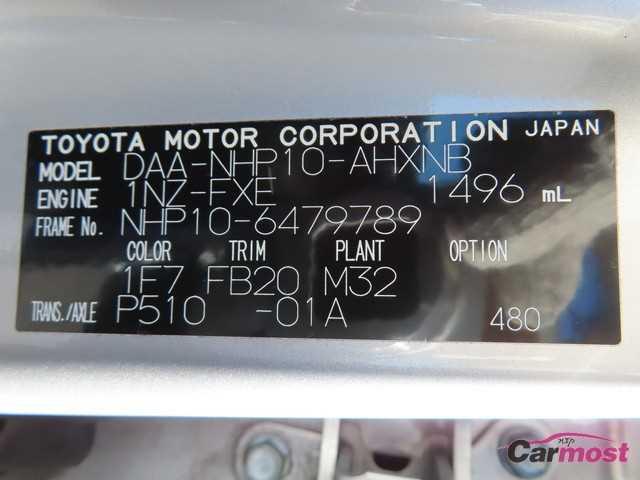 TOYOTA MOTOR CORPORATION JAPAN
MODEL DAA-NHP10-AHXNB
ENGINE 1NZ-FXE 1496 mL
FRAME No. NHP10-6479789
COLOR TRIM PLANT OPTION
1F7 FB20 M32
TRANS./AXLE P510 -01A 480
Carmost